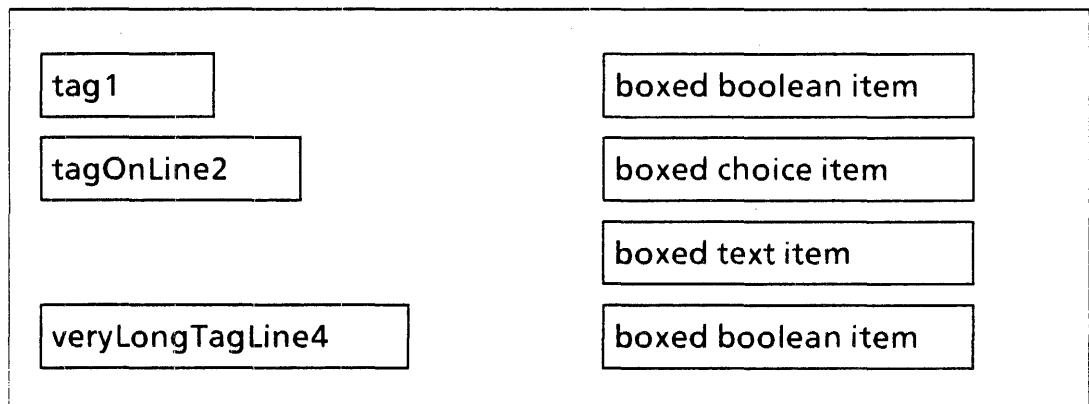 tag1 boxed boolean item
tagOnLine2 boxed choice item
boxed text item
veryLongTagLine4 boxed boolean item